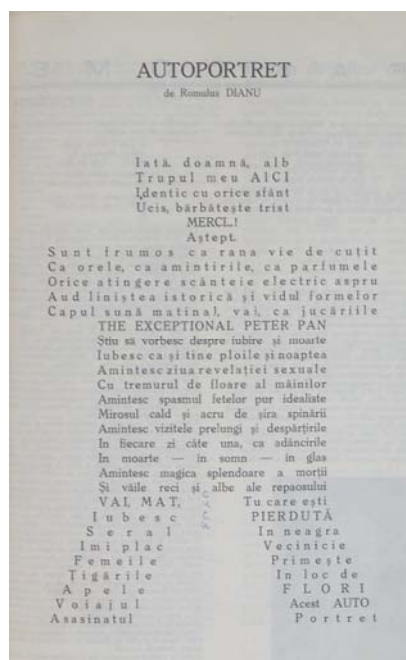 AUTOPORTRET
de Romulus DIANU
Iată, doamnă, alb
Trupul meu AICI
Identic cu orice sfânt
Ucis, bărbătește trist
MERCI.!
Aștept.
Sunt frumos ca rana vie de cuțit
Ca orele, ca amintirile, ca parfumele
Orice atingere scânteie electric aspru
Aud liniștea istorică și vidul formelor
Capul sună matinal, vai, ca jucăriile
THE EXCEPTIONAL PETER PAN
Știu să vorbesc despre iubire și moarte
Iubesc ca și tine ploile și noaptea
Amintesc ziua revelației sexuale
Cu tremurul de floare al mâinilor
Amintesc spasmul fetelor pur idealiste
Mirosul cald și acru de șira spinării
Amintesc vizitele prelungi și despărțirile
In fiecare zi câte una, ca adâncirile
In moarte — in somn — in glas
Amintesc magica splendoare a morții
Și văile reci și albe ale repaosului
VAI, MAT,
Iubesc
Seral
Imi plac
Femeile
Țigările
Apele
Voiajul
Asasinatul
Tu care ești
PIERDUTĂ
In neagra
Vecinicie
Primește
In loc de
FLORI
Acest AUTO
Portret